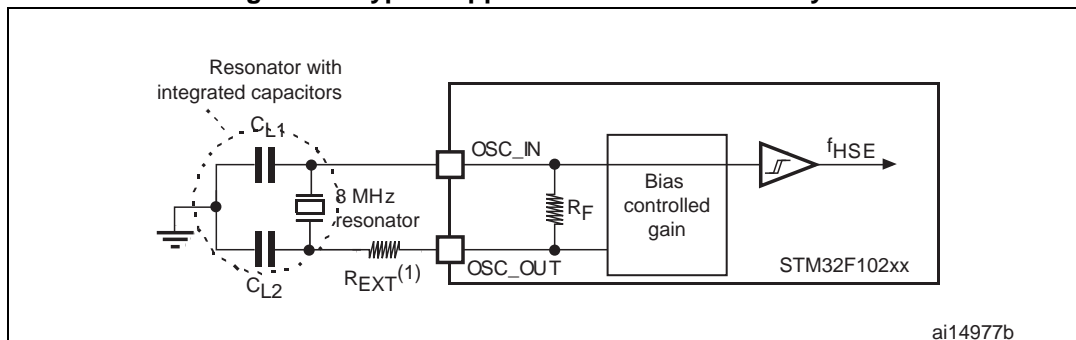 Resonator with
integrated capacitors
CL1
OSC_IN
fHSE
8 MHz
resonator
RF
Bias
controlled
gain
OSC_OUT
STM32F102xx
REXT(1)
CL2
ai14977b